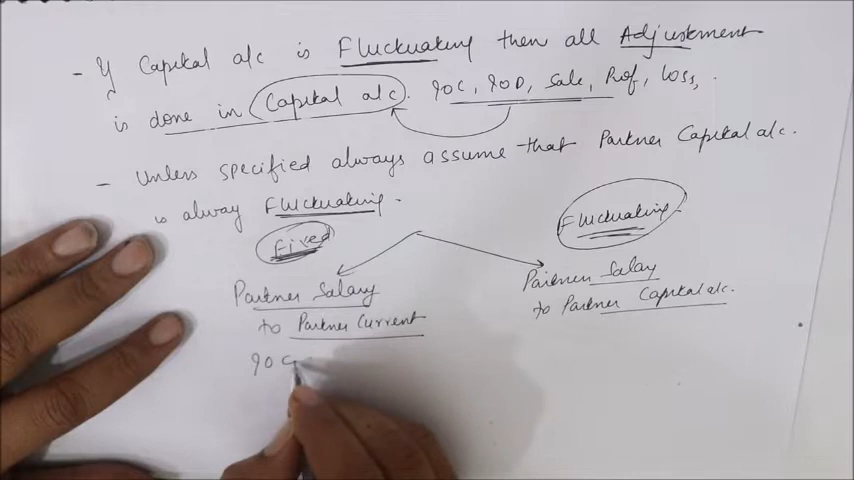 - If Capital a/c is Fluctuating then all Adjustment
is done in Capital a/c. IOC, IOD, Sale, Prof, loss,.
- Unless specified always assume that Partner Capital a/c.
is alway Fluctuating.
Fixed
Fluctuating
Partner Salary
to Partner Current
IOC
Partner Salary
to Partner Capital a/c.